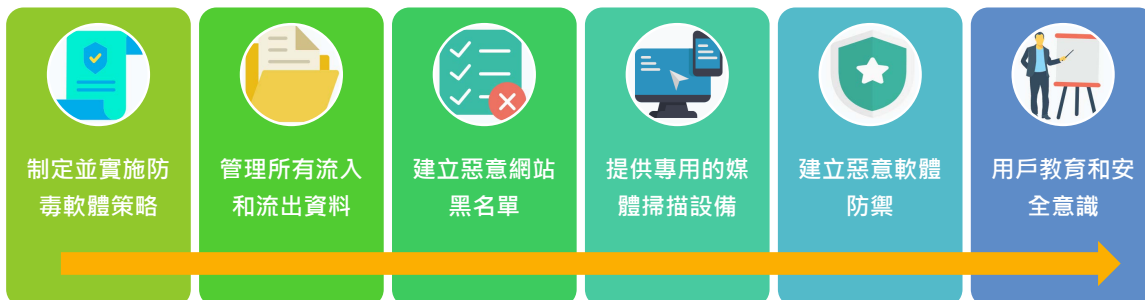 制定並實施防
毒軟體策略
管理所有流入
和流出資料
建立惡意網站
黑名單
提供專用的媒
體掃描設備
建立惡意軟體
防禦
用戶教育和安
全意識